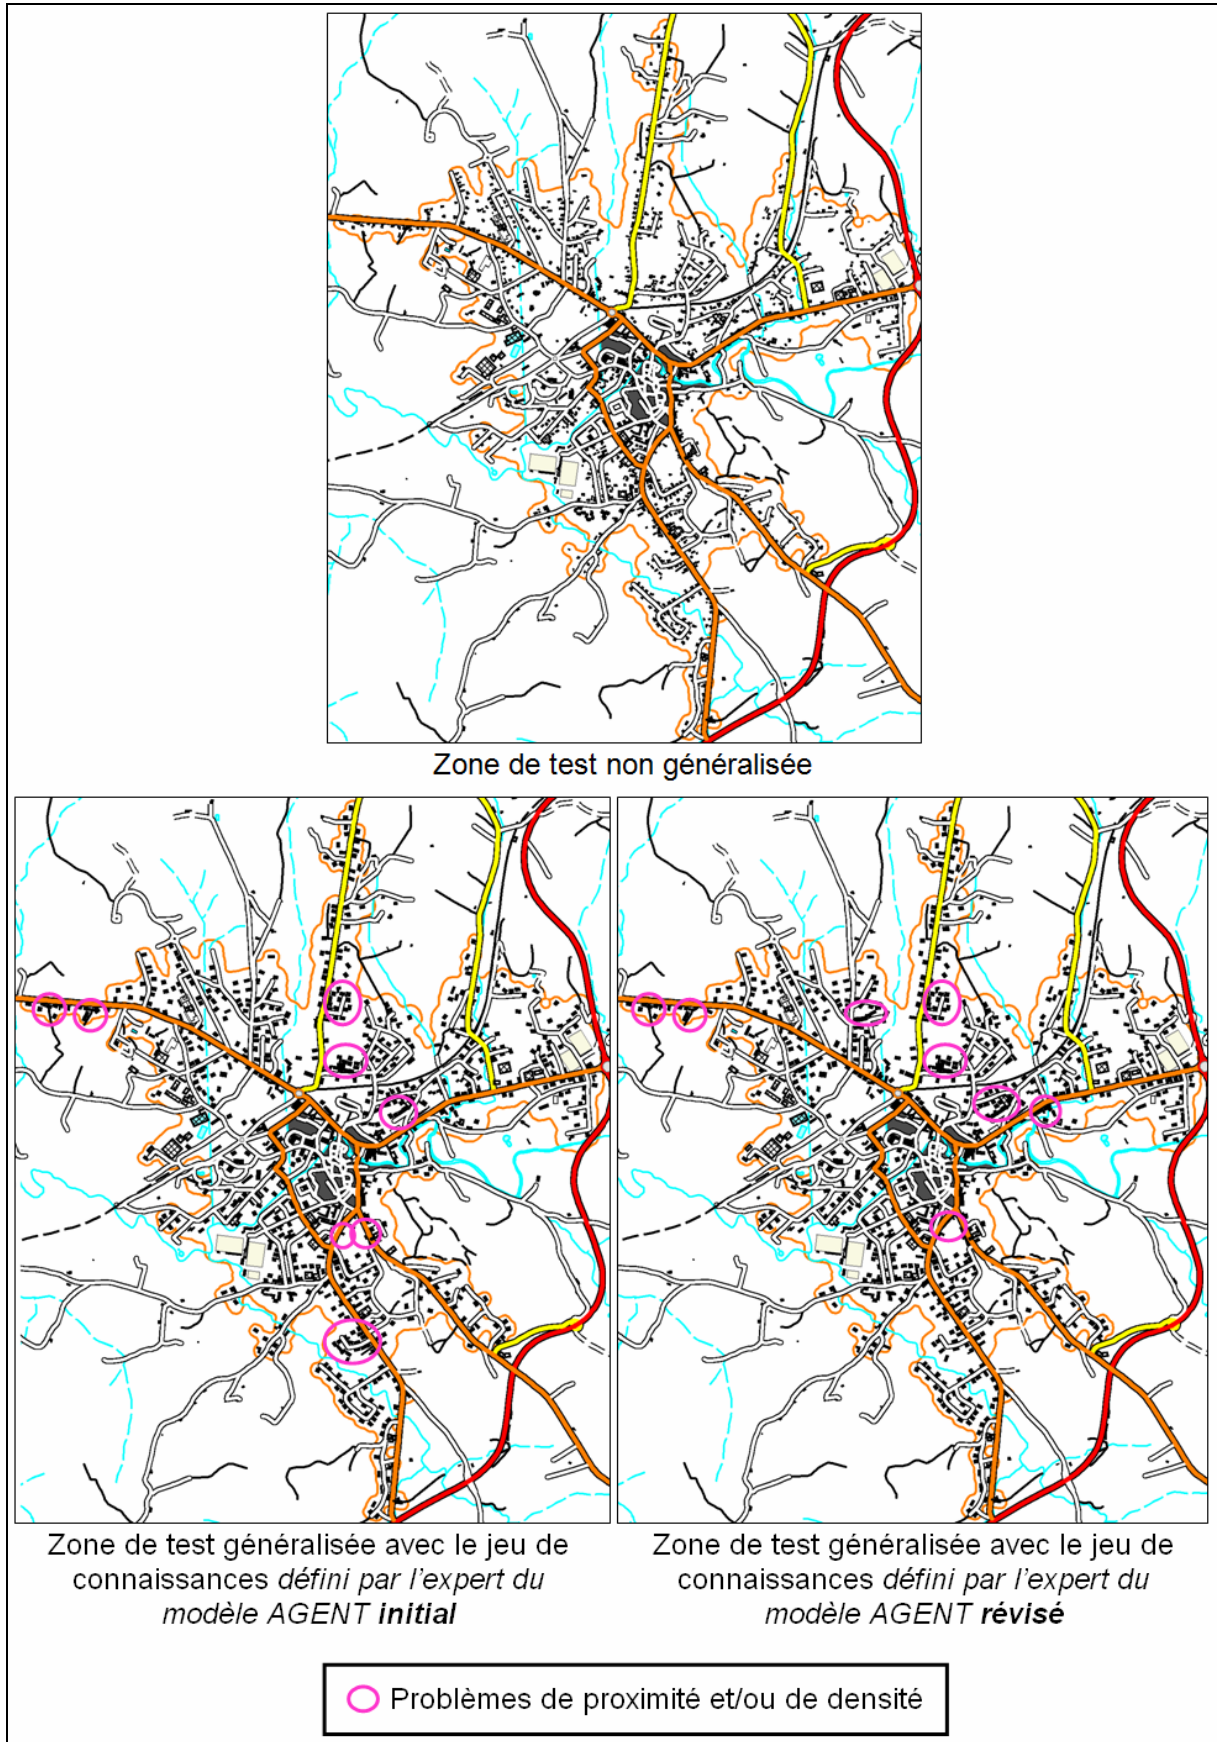 Zone de test non généralisée
Zone de test généralisée avec le jeu de
connaissances défini par l'expert du
modèle AGENT initial
Zone de test généralisée avec le jeu de
connaissances défini par l'expert du
modèle AGENT révisé
Problèmes de proximité et/ou de densité